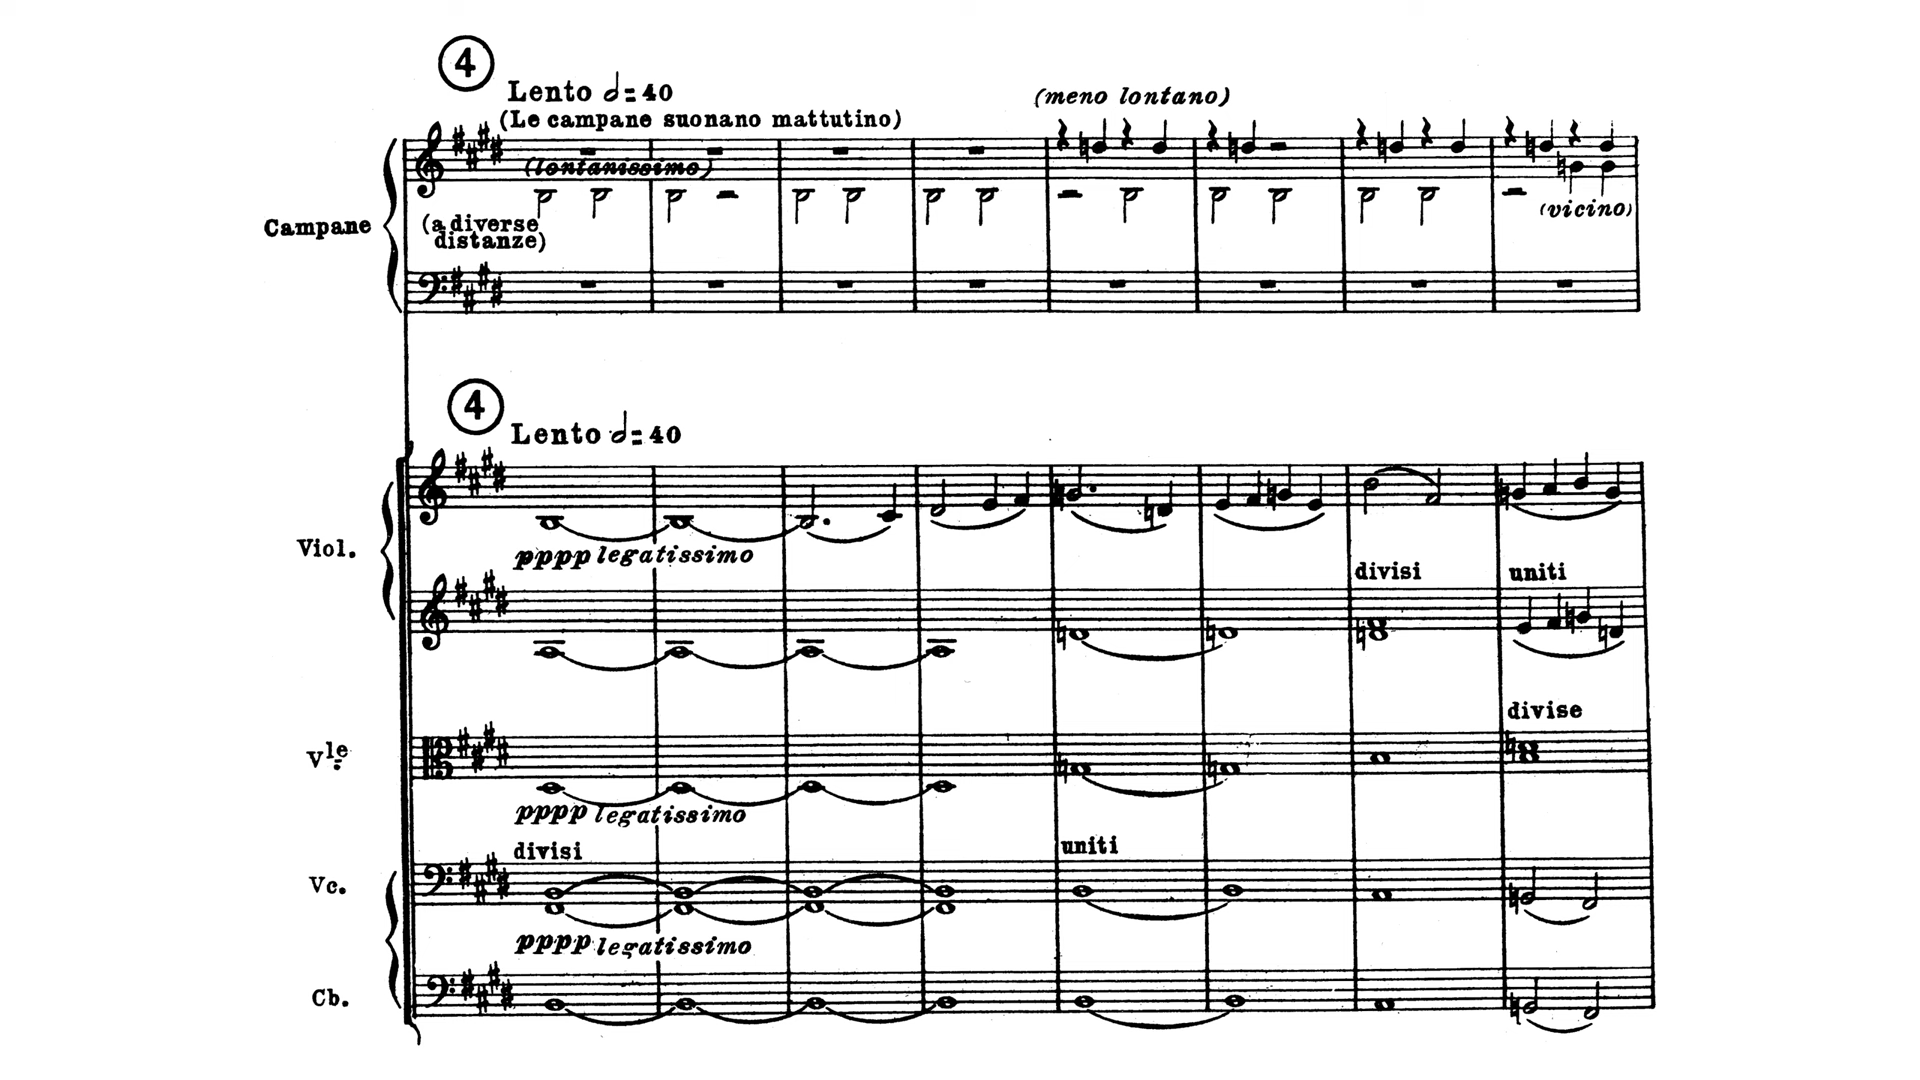 4
Lento 𝅗𝅥=40
(Le campane suonano mattutino)
(meno lontano)
(lontanissimo)
Campane
(a diverse
distanze)
(vicino)
4
Lento 𝅗𝅥=40
Viol.
pppp legatissimo
divisi
uniti
divise
Vle.
pppp legatissimo
divisi
uniti
Vc.
pppp legatissimo
Cb.